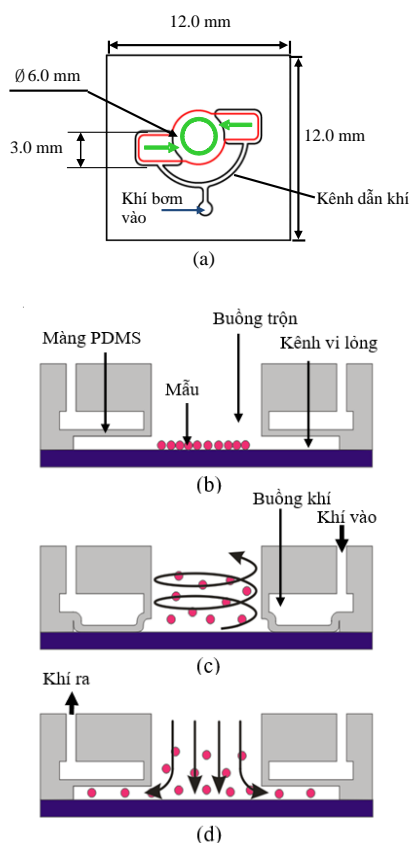 12.0 mm
Ø6.0 mm
3.0 mm
12.0 mm
Khí bơm
vào
Kênh dẫn khí
(a)
Buồng trộn
Màng PDMS
Kênh vi lỏng
Mẫu
(b)
Buồng khí
Khí vào
(c)
Khí ra
(d)